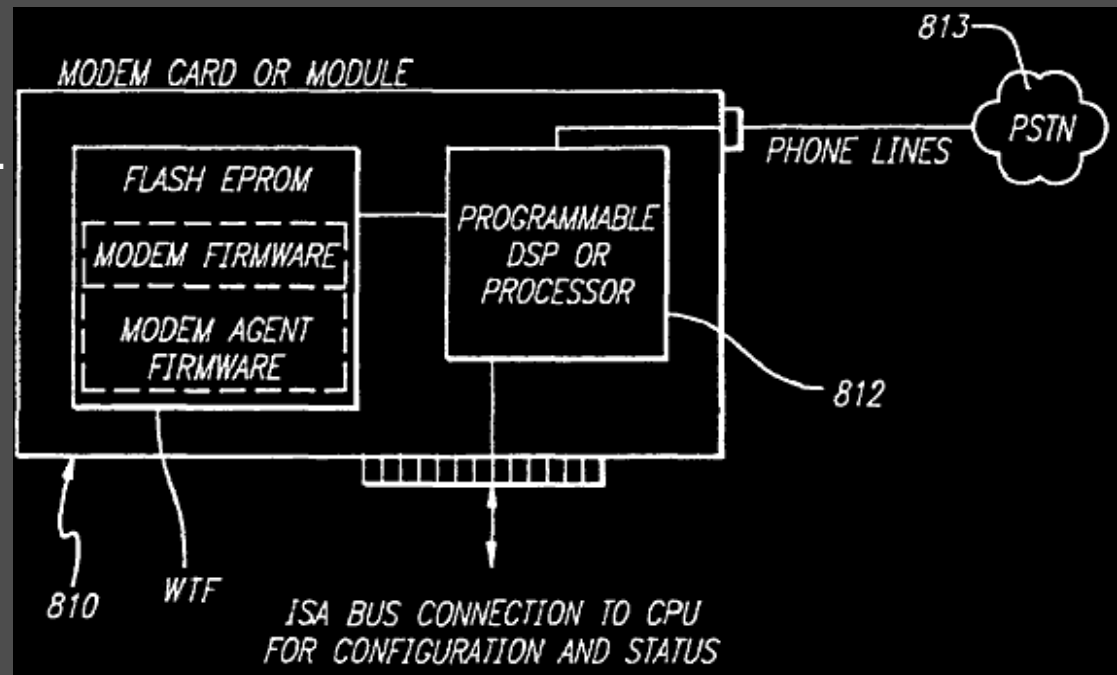 813
MODEM CARD OR MODULE
PSTN
PHONE LINES
FLASH EPROM
MODEM FIRMWARE
MODEM AGENT
FIRMWARE
PROGRAMMABLE
DSP OR
PROCESSOR
812
810
WTF
ISA BUS CONNECTION TO CPU
FOR CONFIGURATION AND STATUS